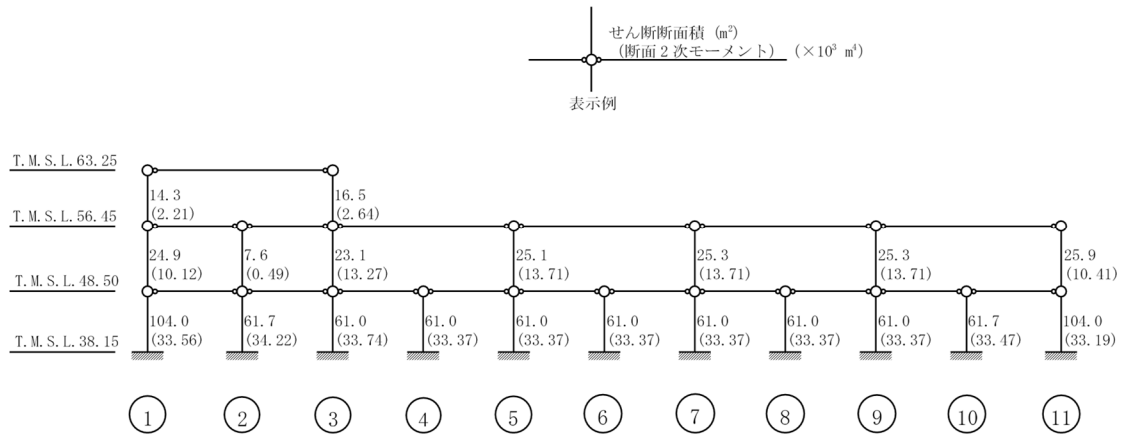 せん断断面積 (m²)
(断面2次モーメント) (×10³ m⁴)
表示例
T.M.S.L.63.25
14.3 16.5
(2.21) (2.64)
T.M.S.L.56.45
24.9 7.6 23.1 25.1 25.3 25.3 25.9
(10.12) (0.49) (13.27) (13.71) (13.71) (13.71) (10.41)
T.M.S.L.48.50
104.0 61.7 61.0 61.0 61.0 61.0 61.0 61.0 61.0 61.7 104.0
(33.56) (34.22) (33.74) (33.37) (33.37) (33.37) (33.37) (33.37) (33.37) (33.47) (33.19)
T.M.S.L.38.15
1 2 3 4 5 6 7 8 9 10 11